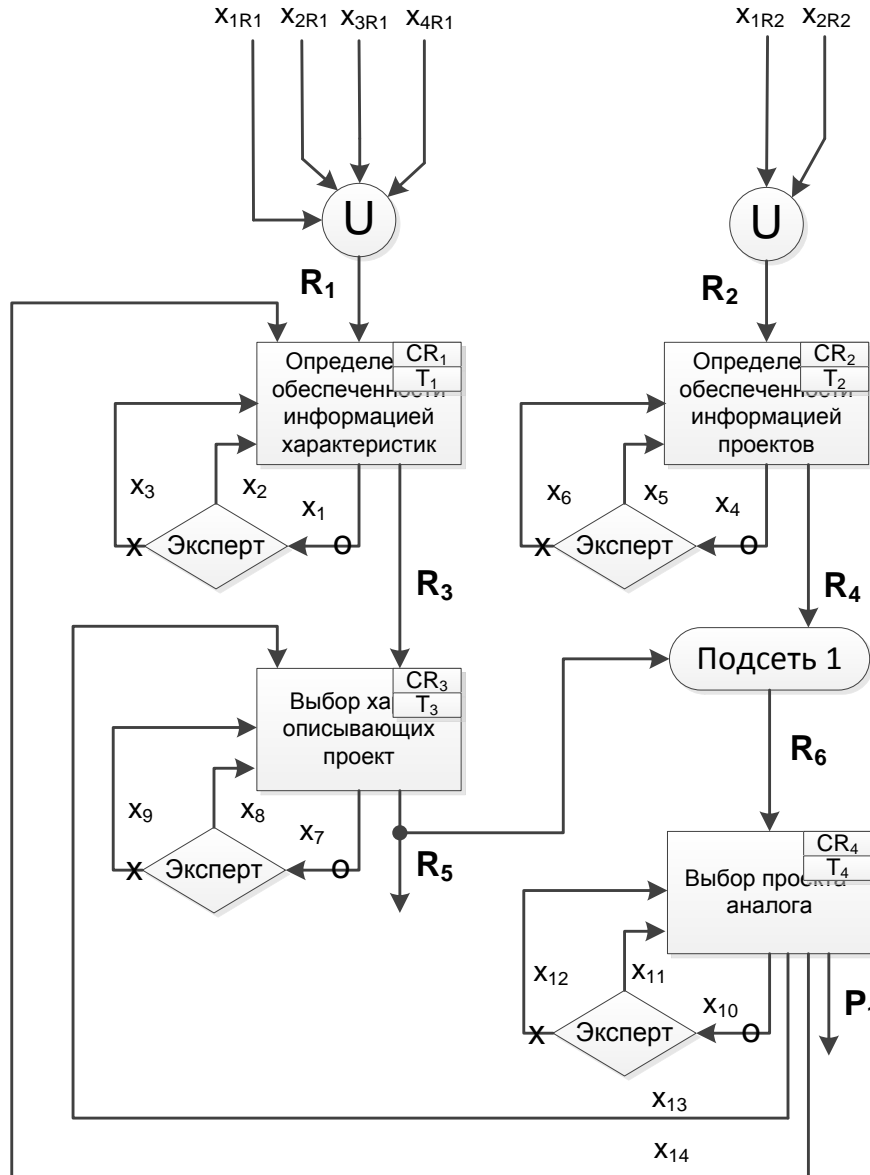 x1R1 x2R1 x3R1 x4R1
x1R2 x2R2
U
U
R1
R2
CR1
T1
Определе
обеспеченности
информацией
характеристик
CR2
T2
Определе
обеспеченности
информацией
проектов
x3
x2
x1
x Эксперт o
x6
x5
x4
x Эксперт o
R3
R4
Подсеть 1
CR3
T3
Выбор ха
описывающих
проект
R6
x9
x8
x7
x Эксперт o
R5
CR4
T4
Выбор проекта
аналога
x12
x11
x10
x Эксперт o
P
x13
x14